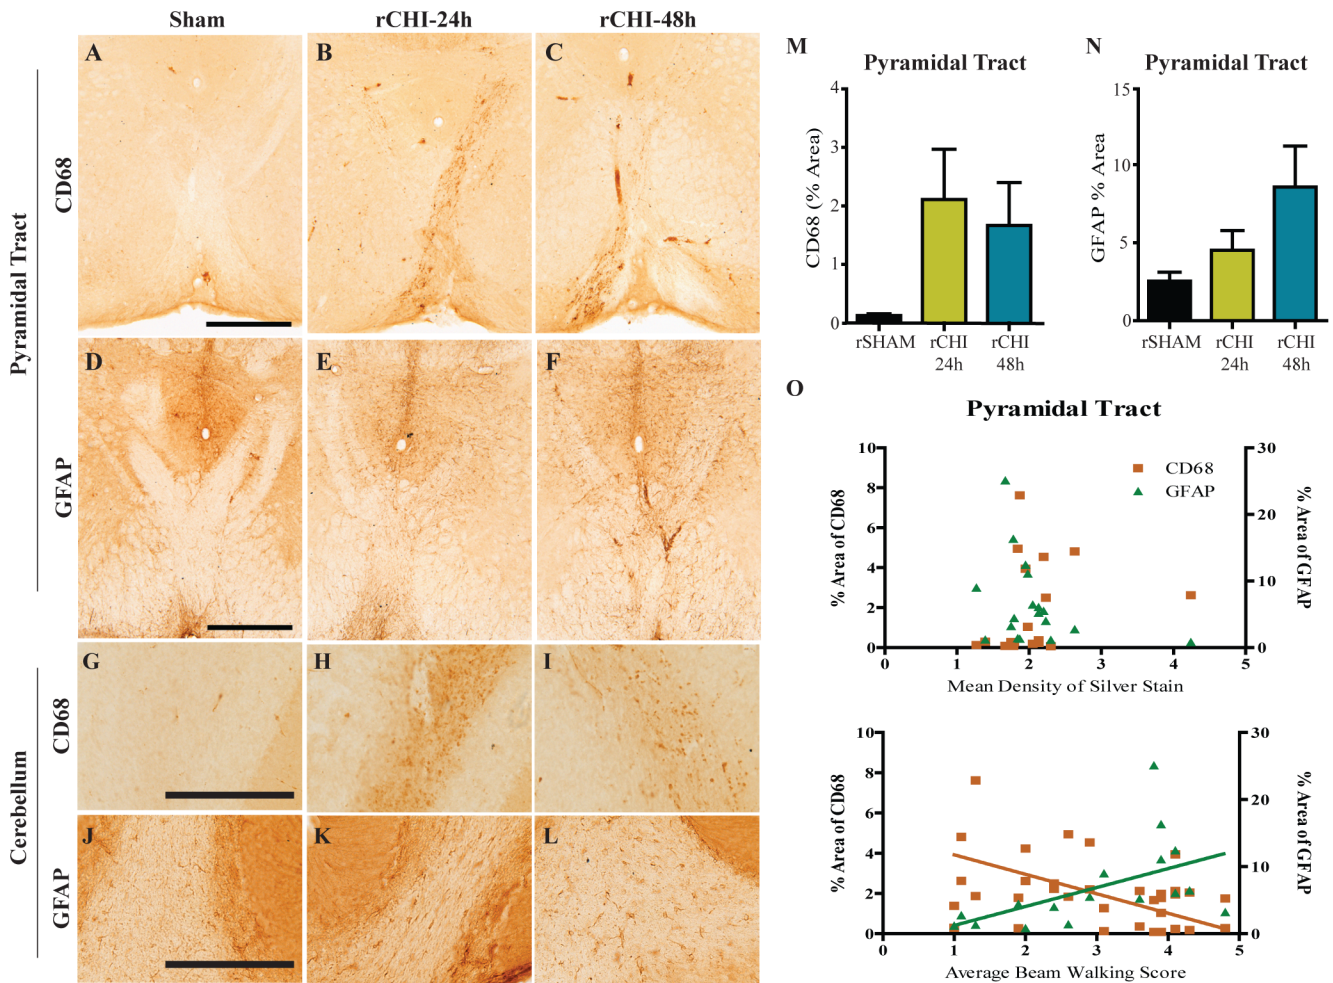 Sham
rCHI-24h
rCHI-48h
Pyramidal Tract
CD68
A
B
C
GFAP
D
E
F
Cerebellum
CD68
G
H
I
GFAP
J
K
L
M
Pyramidal Tract
CD68 (% Area)
4
3
2
1
0
rSHAM
rCHI
24h
rCHI
48h
N
Pyramidal Tract
GFAP % Area
15
10
5
0
rSHAM
rCHI
24h
rCHI
48h
O
Pyramidal Tract
% Area of CD68
10
8
6
4
2
0
CD68
GFAP
30
20
10
0
% Area of GFAP
0 1 2 3 4 5
Mean Density of Silver Stain
% Area of CD68
10
8
6
4
2
0
30
20
10
0
% Area of GFAP
0 1 2 3 4 5
Average Beam Walking Score